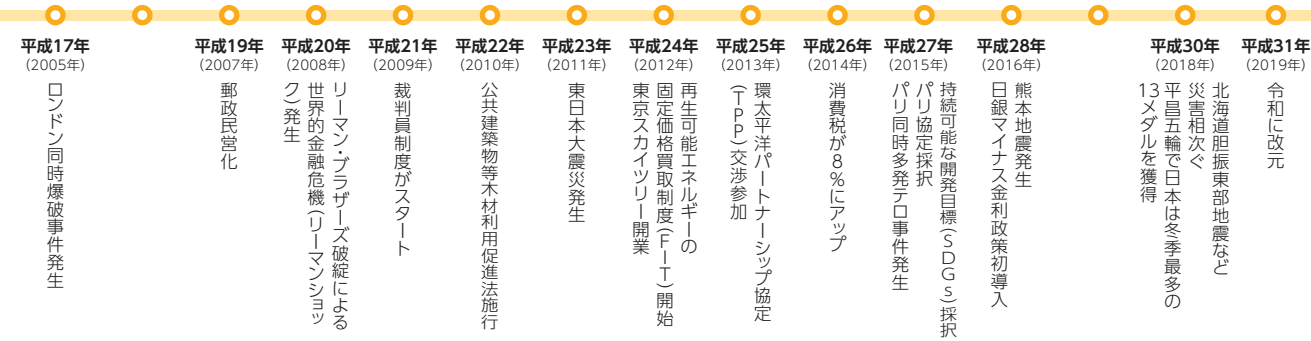 平成17年
(2005年)
ロンドン同時爆破事件発生
平成19年
(2007年)
郵政民営化
平成20年
(2008年)
リーマン・ブラザーズ破綻による
世界的金融危機(リーマンショッ
ク)発生
平成21年
(2009年)
裁判員制度がスタート
平成22年
(2010年)
公共建築物等木材利用促進法施行
平成23年
(2011年)
東日本大震災発生
平成24年
(2012年)
再生可能エネルギーの
固定価格買取制度(FIT)開始
東京スカイツリー開業
平成25年
(2013年)
環太平洋パートナーシップ協定
(TPP)交渉参加
平成26年
(2014年)
消費税が8%にアップ
平成27年
(2015年)
持続可能な開発目標(SDGs)採択
パリ協定採択
パリ同時多発テロ事件発生
平成28年
(2016年)
熊本地震発生
日銀マイナス金利政策初導入
平成30年
(2018年)
北海道胆振東部地震など
災害相次ぐ
平昌五輪で日本は冬季最多の
13メダルを獲得
平成31年
(2019年)
令和に改元